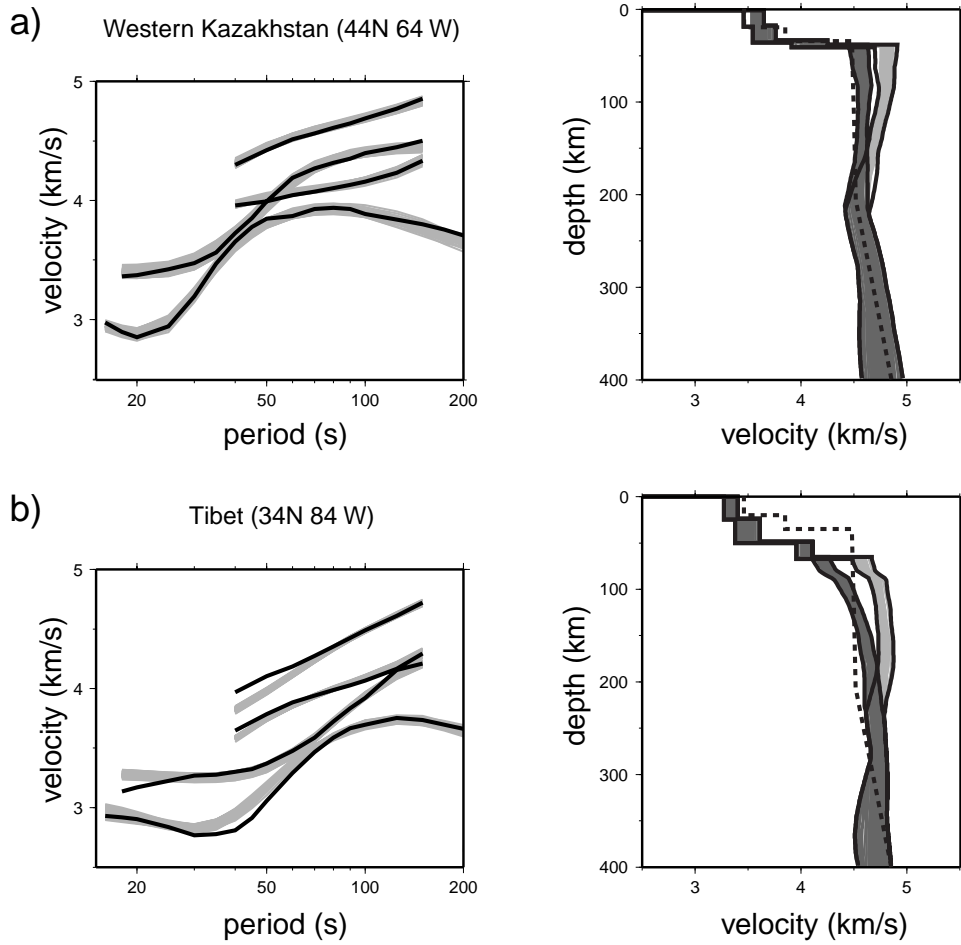 a)
Western Kazakhstan (44N 64 W)
5
4
3
velocity (km/s)
20
50
100
200
period (s)
0
100
200
300
400
depth (km)
3
4
5
velocity (km/s)
b)
Tibet (34N 84 W)
5
4
3
velocity (km/s)
20
50
100
200
period (s)
0
100
200
300
400
depth (km)
3
4
5
velocity (km/s)